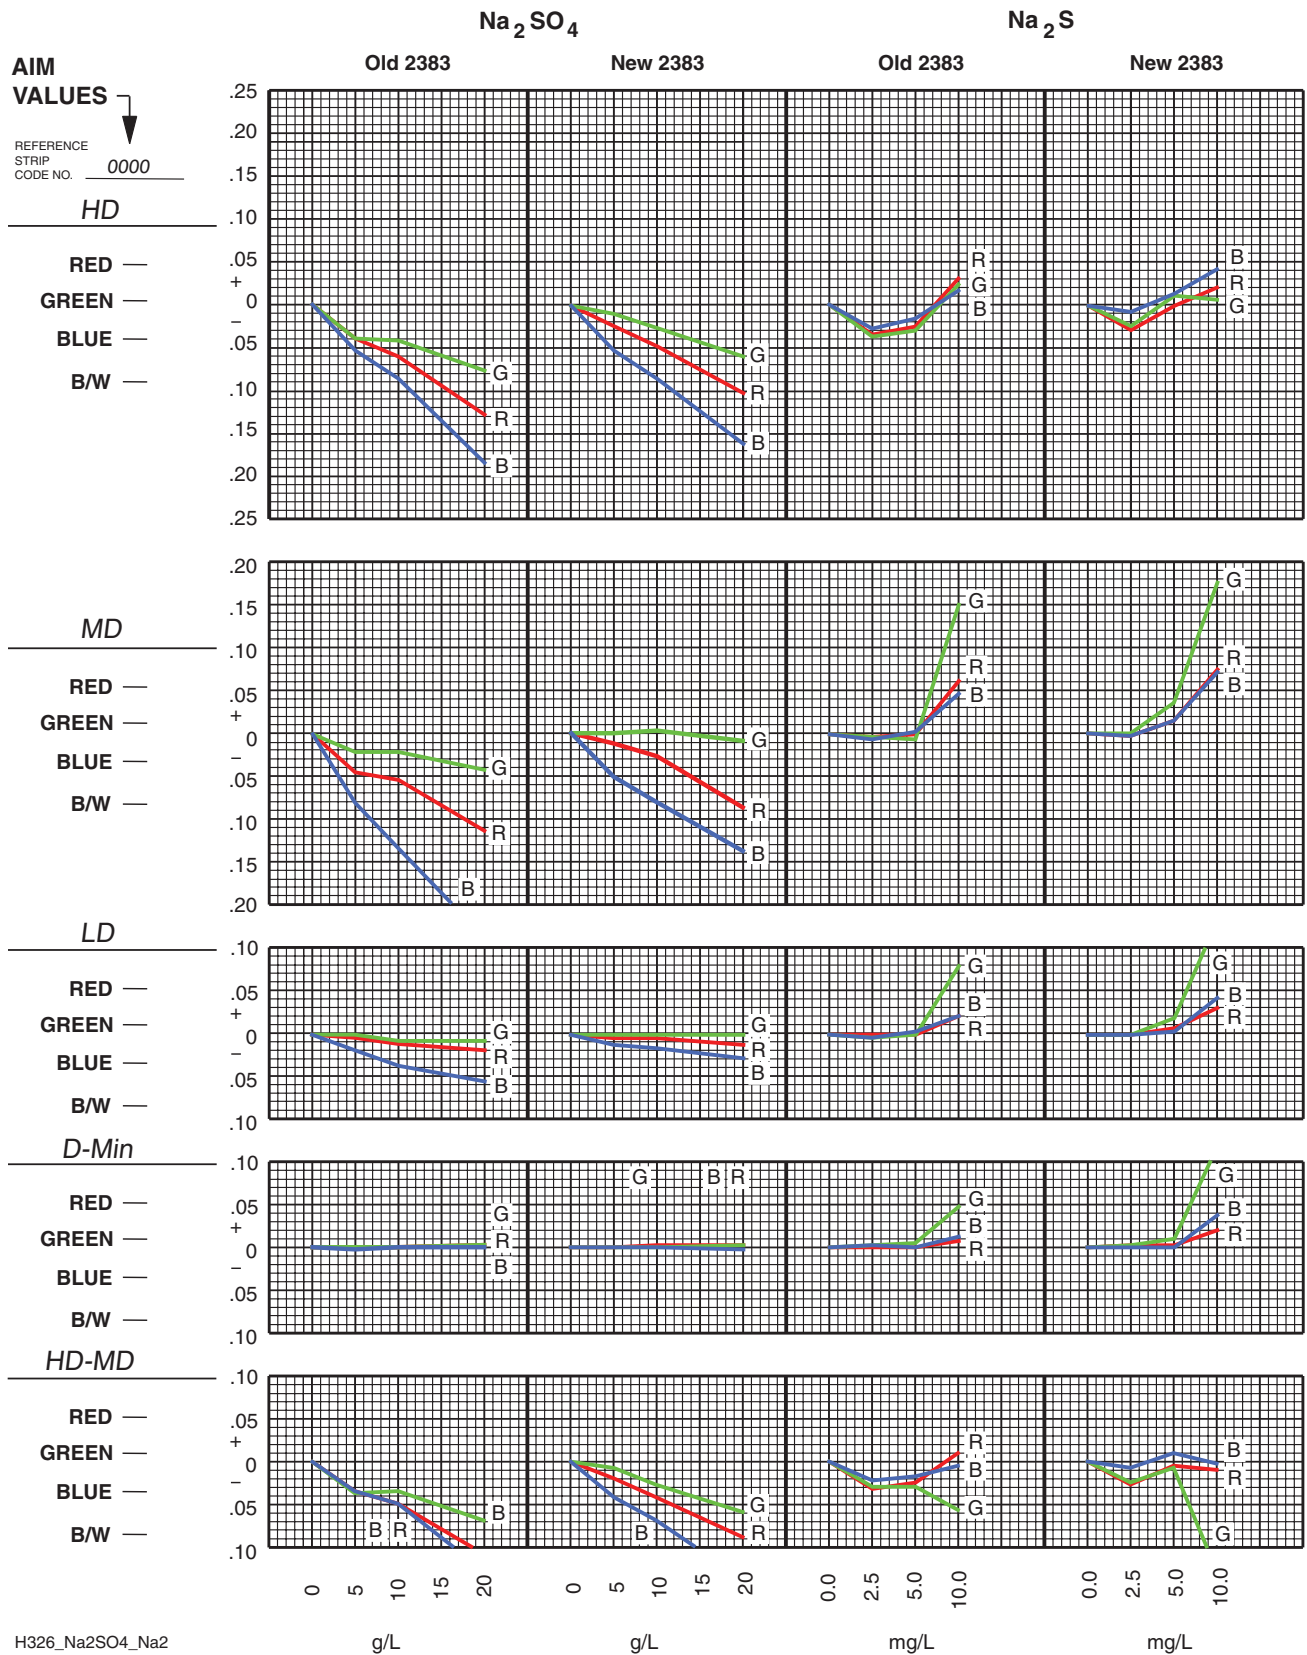 Na2SO4 Na2S
Old 2383 New 2383 Old 2383 New 2383
AIM
VALUES
REFERENCE
STRIP
CODE NO. 0000
HD
RED
GREEN
BLUE
B/W
.25
.20
.15
.10
.05
+
0
–
.05
.10
.15
.20
.25
G
R
B
G
R
B
R
G
B
B
R
G
MD
RED
GREEN
BLUE
B/W
.20
.15
.10
.05
+
0
–
.05
.10
.15
.20
G
R
B
G
R
B
G
R
B
G
R
B
LD
RED
GREEN
BLUE
B/W
.10
.05
+
0
–
.05
.10
G
R
B
G
R
B
G
B
R
G
B
R
D-Min
RED
GREEN
BLUE
B/W
.10
.05
+
0
–
.05
.10
G
R
B
G B R
G
B
R
G
B
R
HD-MD
RED
GREEN
BLUE
B/W
.10
.05
+
0
–
.05
.10
B
B R
G
R
B
R
B
G
B
R
G
0 5 10 15 20 0 5 10 15 20 0.0 2.5 5.0 10.0 0.0 2.5 5.0 10.0
H326_Na2SO4_Na2 g/L g/L mg/L mg/L